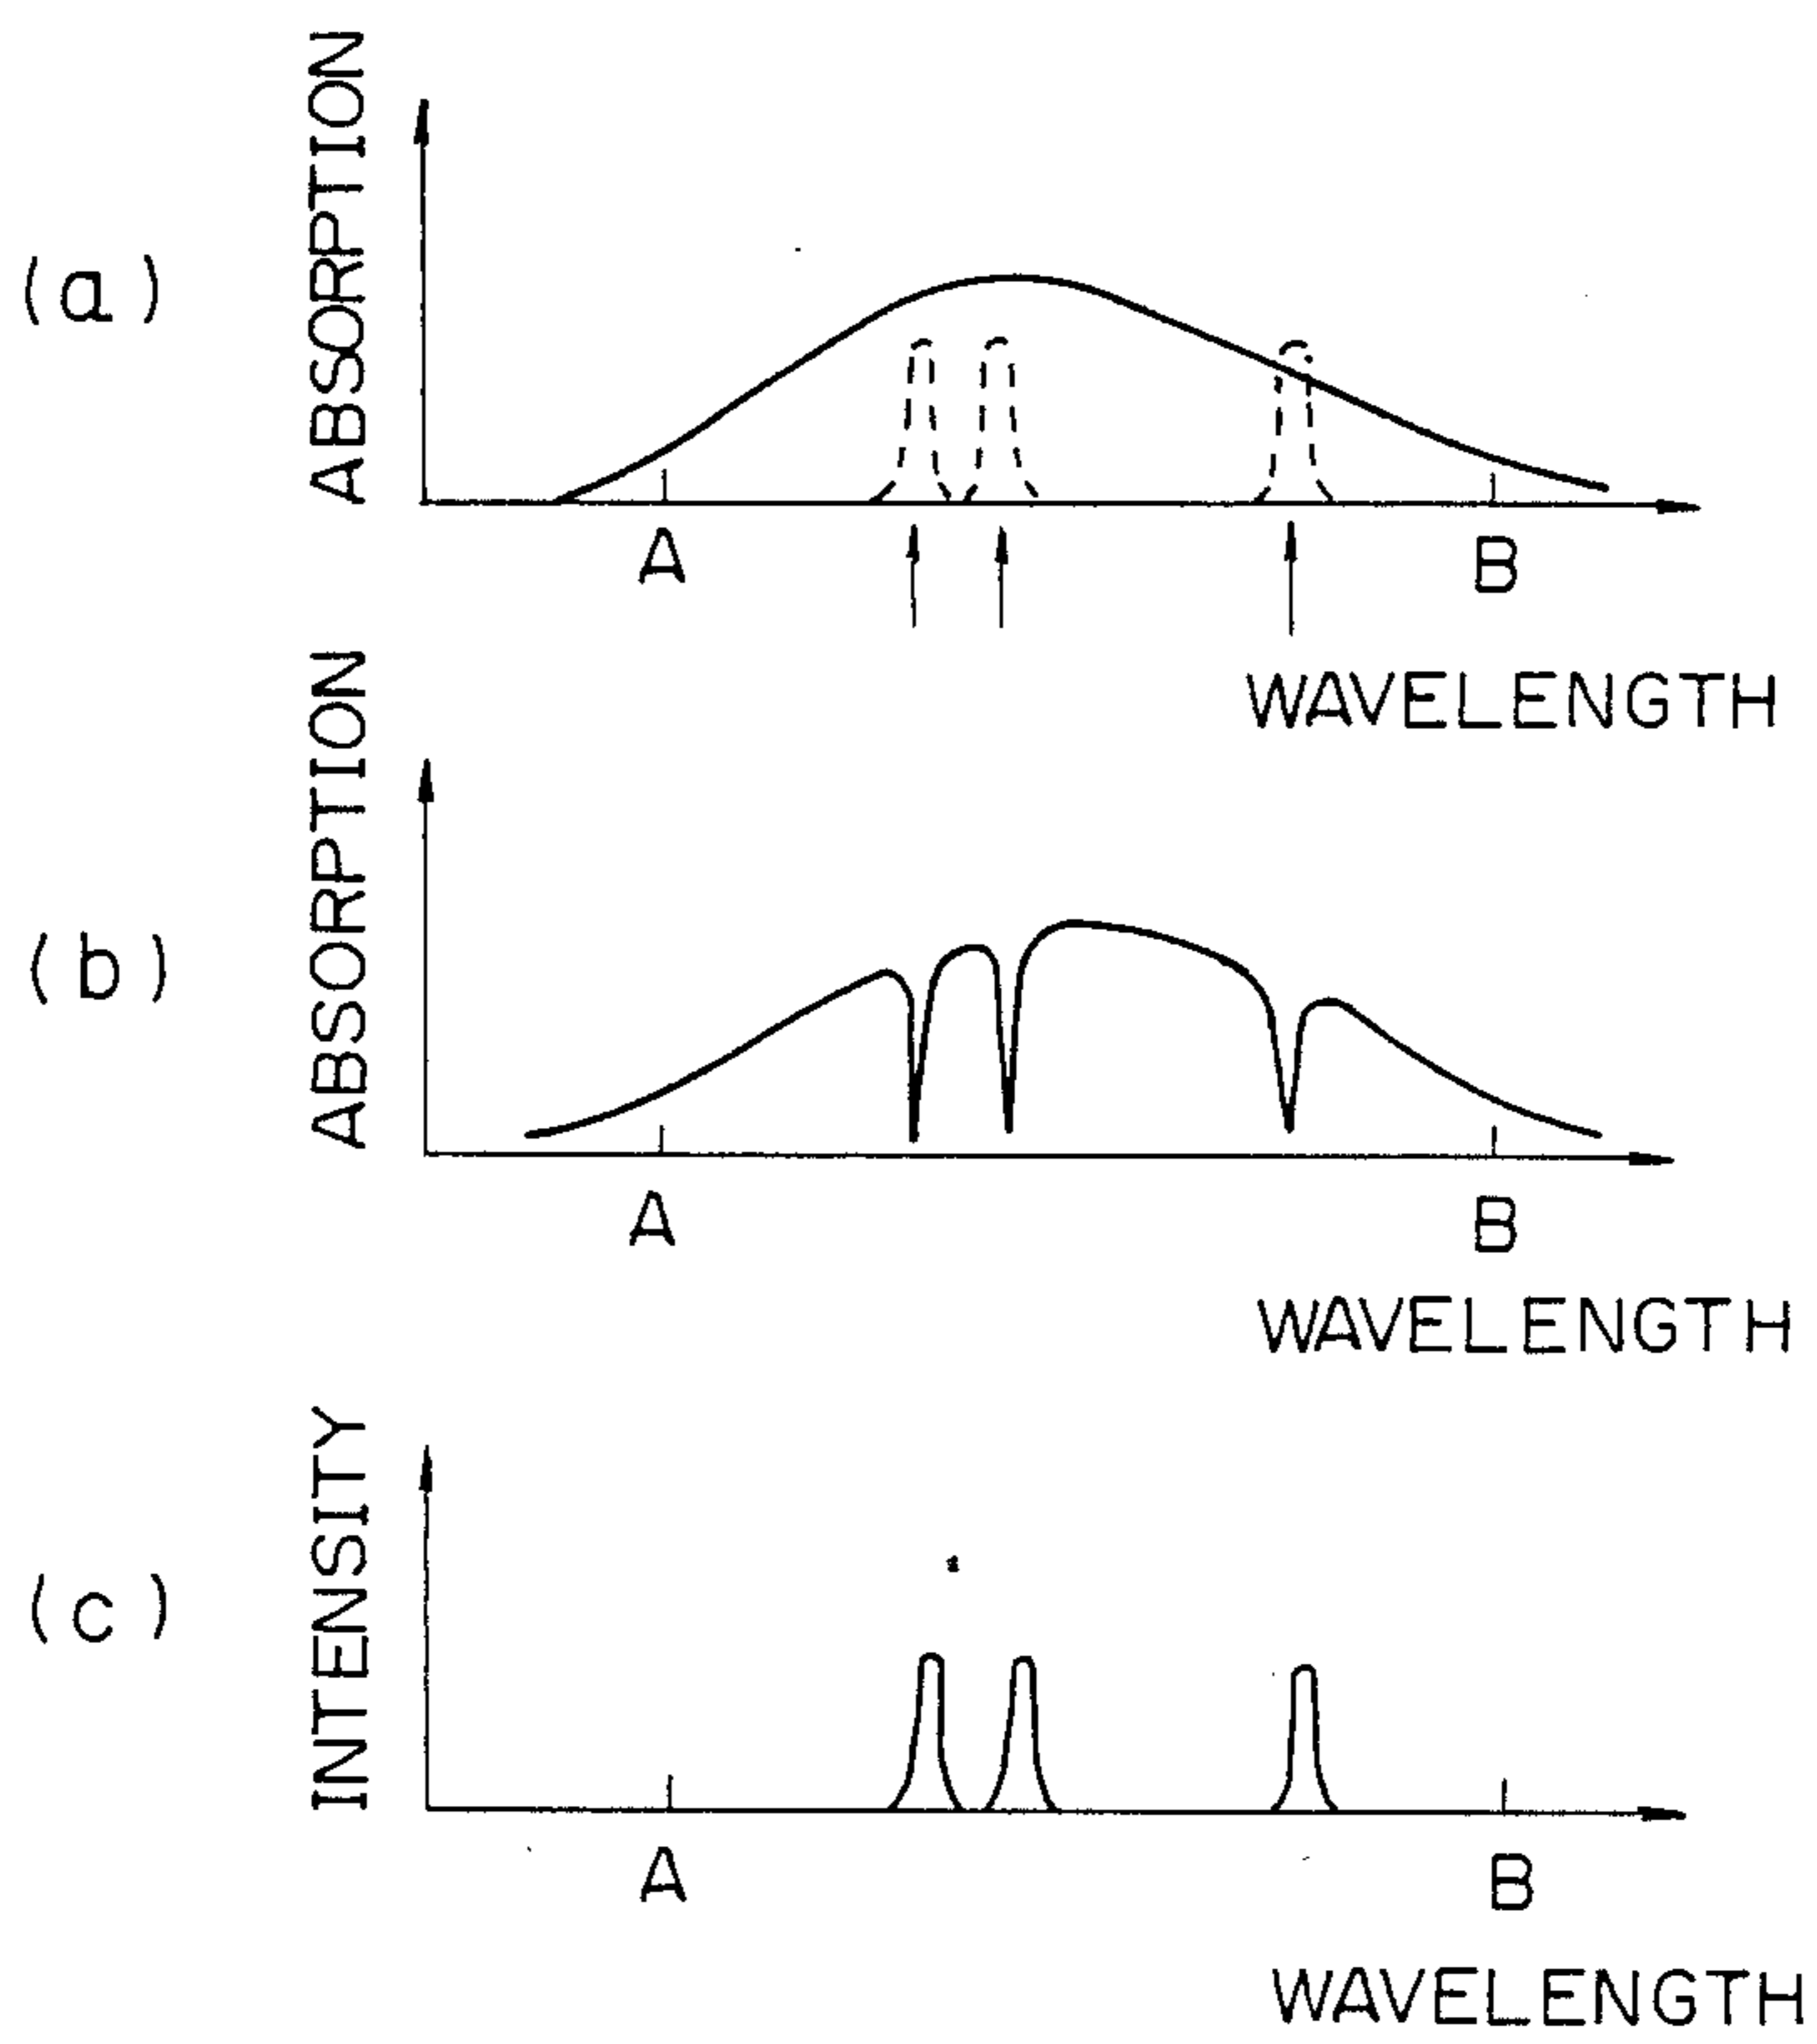 (a)
ABSORPTION
A
B
WAVELENGTH
(b)
ABSORPTION
A
B
WAVELENGTH
(c)
INTENSITY
A
B
WAVELENGTH